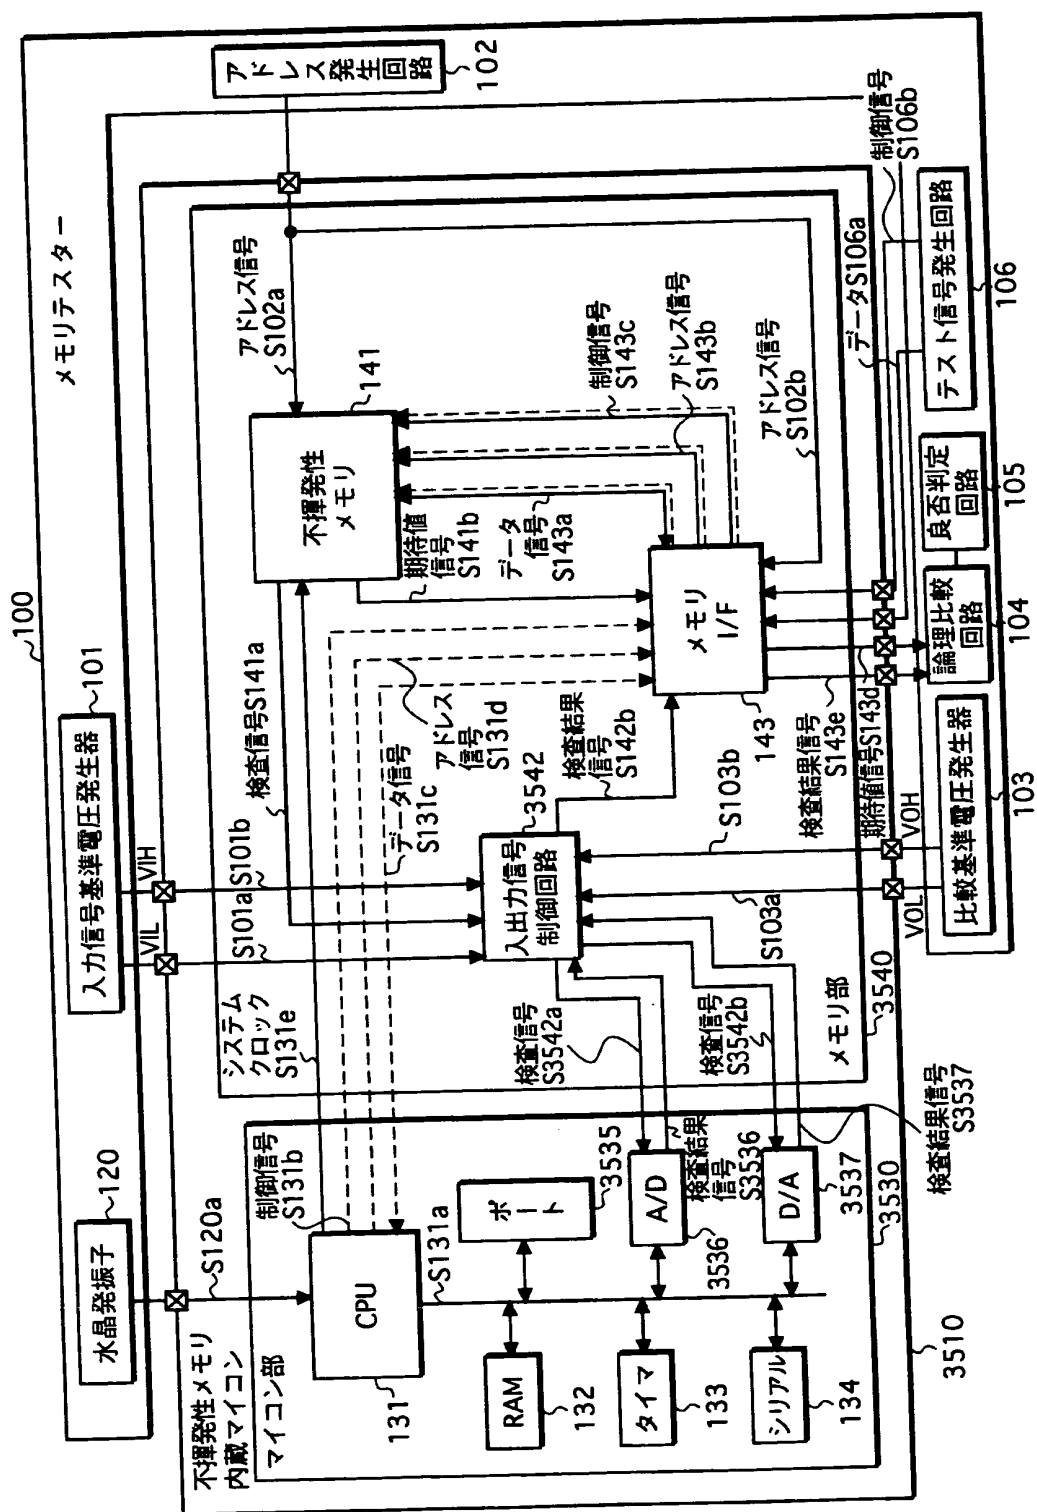 メモリテスター
100
水晶発振子
120
S120a
入力信号基準電圧発生器
101
VIL
VIH
S101a
S101b
アドレス発生回路
102
不揮発性メモリ
内蔵マイコン
マイコン部
制御信号
S131b
CPU
131
S131a
RAM
132
タイマ
133
シリアル
134
ポート
3535
A/D
3536
D/A
3537
3530
3510
システム
クロック
S131e
検査信号S141a
アドレス信号
S102a
不揮発性
メモリ
141
期待値
信号
S141b
データ
信号
S143a
制御信号
S143c
アドレス信号
S143b
アドレス信号
S102b
データ信号
S131c
アドレス
信号
S131d
入出力信号
制御回路
3542
検査結果
信号
S142b
メモリ
I/F
143
検査信号
S3542a
検査信号
S3542b
検査結果
信号
S3536
検査結果信号
S3537
メモリ部
3540
S103a
S103b
検査結果信号
S143e
期待値信号S143d
VOL
VOH
比較基準電圧発生器
103
論理比較
回路
104
良否判定
回路
105
テスト信号発生回路
106
データS106a
制御信号
S106b